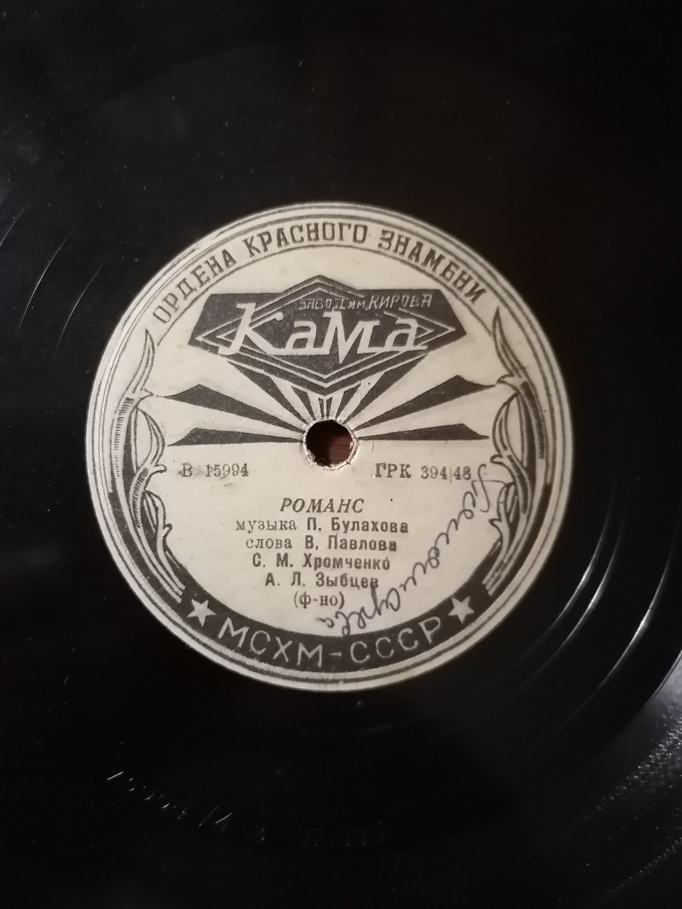 ОРДЕНА КРАСНОГО ЗНАМЕНИ
ЗАВОД им. КИРОВА
КаМа
В 15994 ГРК 394/48
РОМАНС
музыка П. Булахова
слова В. Павлова
С. М. Хромченко
А. Л. Зыбцев
(ф-но)
★ МСХМ-СССР ★